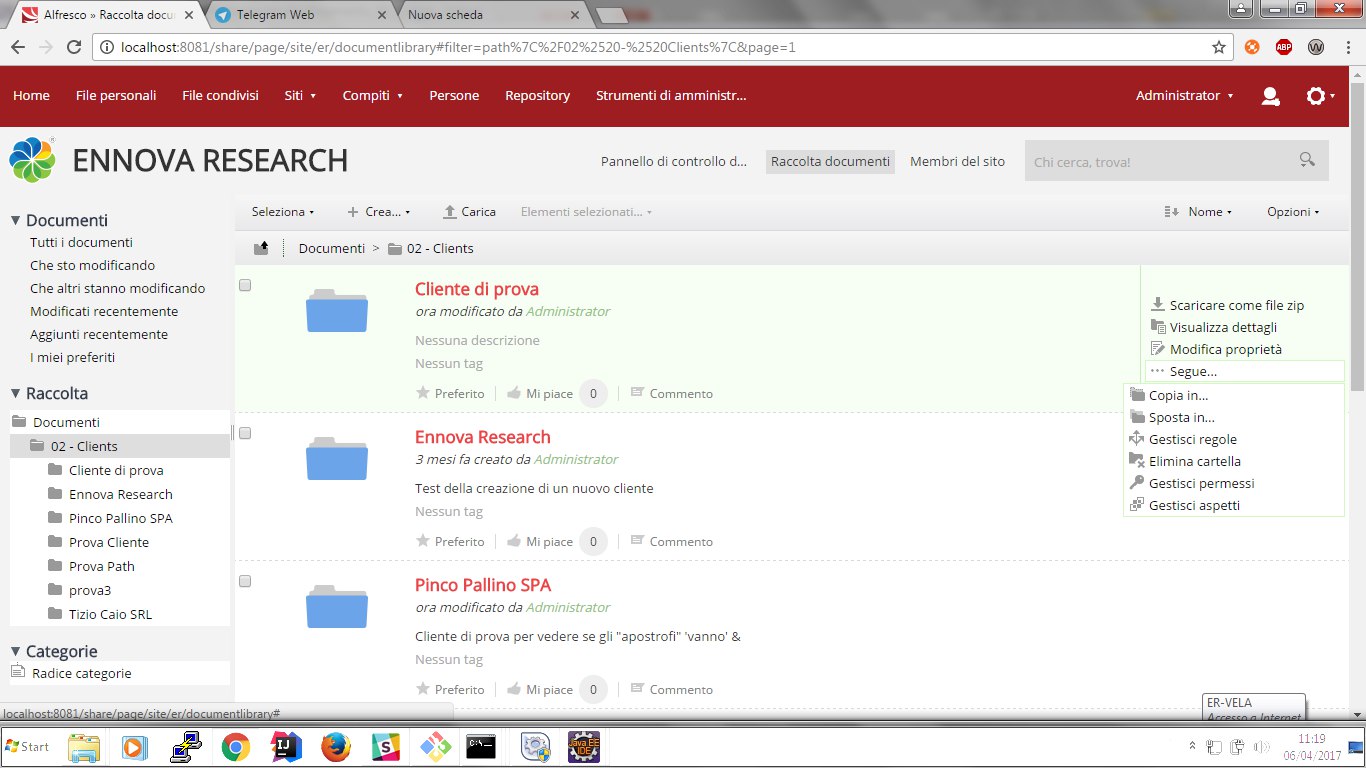 Alfresco » Raccolta docu
Telegram Web
Nuova scheda
localhost:8081/share/page/site/er/documentlibrary#filter=path%7C%2F02%2520-%2520Clients%7C&page=1
ABP
W
Home File personali File condivisi Siti Compiti Persone Repository Strumenti di amministr... Administrator
ENNOVA RESEARCH
Pannello di controllo d... Raccolta documenti Membri del sito Chi cerca, trova!
Seleziona Crea... Carica Elementi selezionati... Nome Opzioni
Documenti > 02 - Clients
Documenti
Tutti i documenti
Che sto modificando
Che altri stanno modificando
Modificati recentemente
Aggiunti recentemente
I miei preferiti
Raccolta
Documenti
02 - Clients
Cliente di prova
Ennova Research
Pinco Pallino SPA
Prova Cliente
Prova Path
prova3
Tizio Caio SRL
Categorie
Radice categorie
Cliente di prova
ora modificato da Administrator
Nessuna descrizione
Nessun tag
Preferito Mi piace 0 Commento
Scaricare come file zip
Visualizza dettagli
Modifica proprietà
Segue...
Copia in...
Sposta in...
Gestisci regole
Elimina cartella
Gestisci permessi
Gestisci aspetti
Ennova Research
3 mesi fa creato da Administrator
Test della creazione di un nuovo cliente
Nessun tag
Preferito Mi piace 0 Commento
Pinco Pallino SPA
ora modificato da Administrator
Cliente di prova per vedere se gli "apostrofi" 'vanno' &
Nessun tag
Preferito Mi piace 0 Commento
localhost:8081/share/page/site/er/documentlibrary#
ER-VELA
Accesso a Internet
Start
IJ
C:\_
Java EE
IDE
11:19
06/04/2017